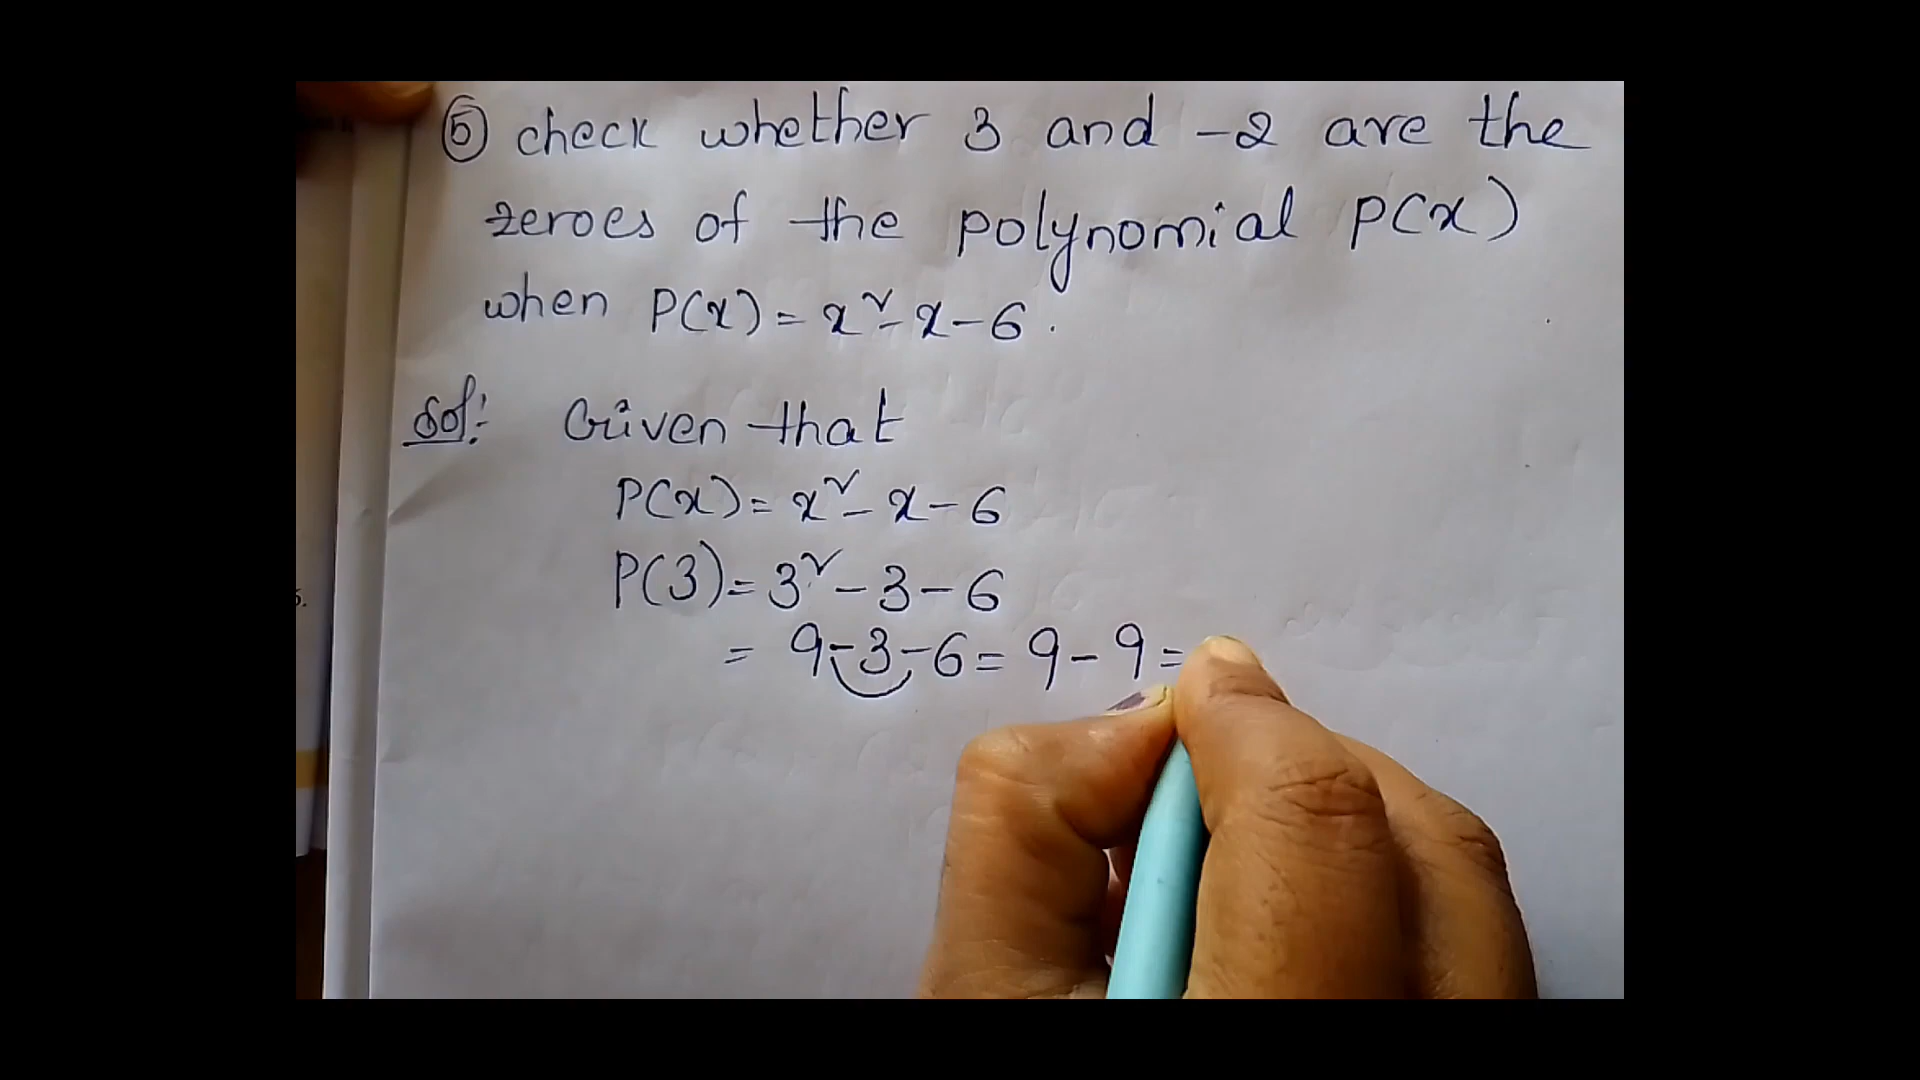 ⑤ check whether 3 and -2 are the
zeroes of the polynomial P(x)
when P(x) = x² - x - 6.
Sol: Given that
P(x) = x² - x - 6
P(3) = 3² - 3 - 6
= 9 - 3 - 6 = 9 - 9 =